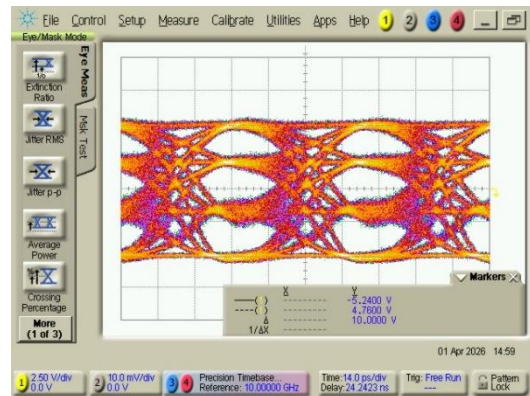 File Control Setup Measure Calibrate Utilities Apps Help 1 2 3 4
Eye/Mask Mode
Eye Meas
Msk Test
Extinction
Ratio
Jitter RMS
Jitter p-p
Average
Power
Crossing
Percentage
More
(1 of 3)
Markers
X Y
-5.2400 V
4.7600 V
Δ 10.0000 V
1/ΔX
01 Apr 2026 14:59
1 2.50 V/div
0.0 V
2 10.0 mV/div
0.0 V
3 4 Precision Timebase...
Reference: 10.00000 GHz
Time:14.0 ps/div
Delay:24.2423 ns
Trig: Free Run
---
Pattern
Lock